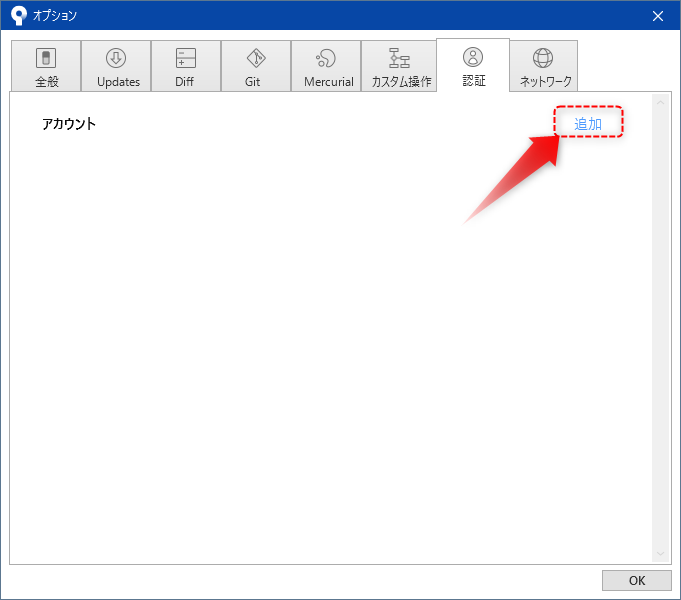 オプション
全般
Updates
Diff
Git
Mercurial
カスタム操作
認証
ネットワーク
アカウント
追加
OK